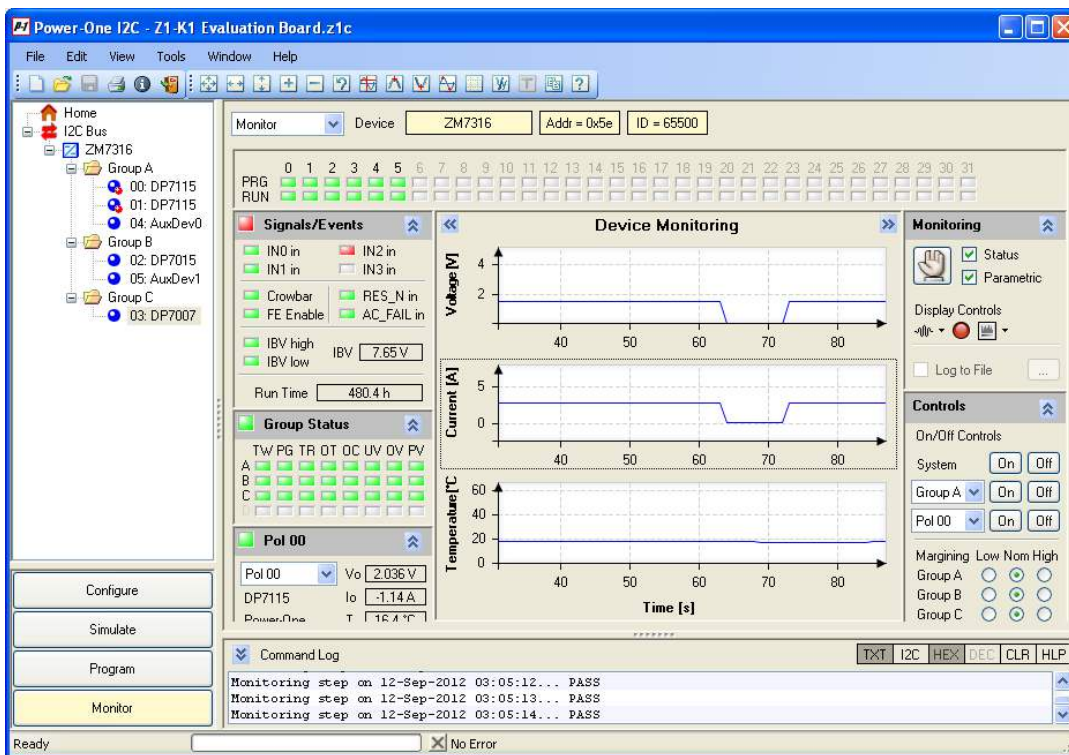 Power-One I2C - Z1-K1 Evaluation Board.z1c
File Edit View Tools Window Help
Home
I2C Bus
ZM7316
Group A
00: DP7115
01: DP7115
04: AuxDev0
Group B
02: DP7015
05: AuxDev1
Group C
03: DP7007
Configure
Simulate
Program
Monitor
Monitor Device ZM7316 Addr = 0x5e ID = 65500
0 1 2 3 4 5 6 7 8 9 10 11 12 13 14 15 16 17 18 19 20 21 22 23 24 25 26 27 28 29 30 31
PRG
RUN
Signals/Events
IN0 in IN2 in
IN1 in IN3 in
Crowbar RES_N in
FE Enable AC_FAIL in
IBV high
IBV low
IBV 7.65 V
Run Time 480.4 h
Group Status
TW PG TR OT OC UV OV PV
A
B
C
D
Pol 00
Pol 00 Vo 2.036 V
DP7115 Io -1.14 A
Power-One T 16.4 °C
Device Monitoring
Voltage [V]
4
2
40 50 60 70 80
Current [A]
5
0
40 50 60 70 80
Temperature [°C
60
40
20
0
40 50 60 70 80
Time [s]
Monitoring
Status
Parametric
Display Controls
Log to File ...
Controls
On/Off Controls
System On Off
Group A On Off
Pol 00 On Off
Margining Low Nom High
Group A
Group B
Group C
Command Log TXT I2C HEX DEC CLR HLP
Monitoring step on 12-Sep-2012 03:05:12... PASS
Monitoring step on 12-Sep-2012 03:05:13... PASS
Monitoring step on 12-Sep-2012 03:05:14... PASS
Ready No Error